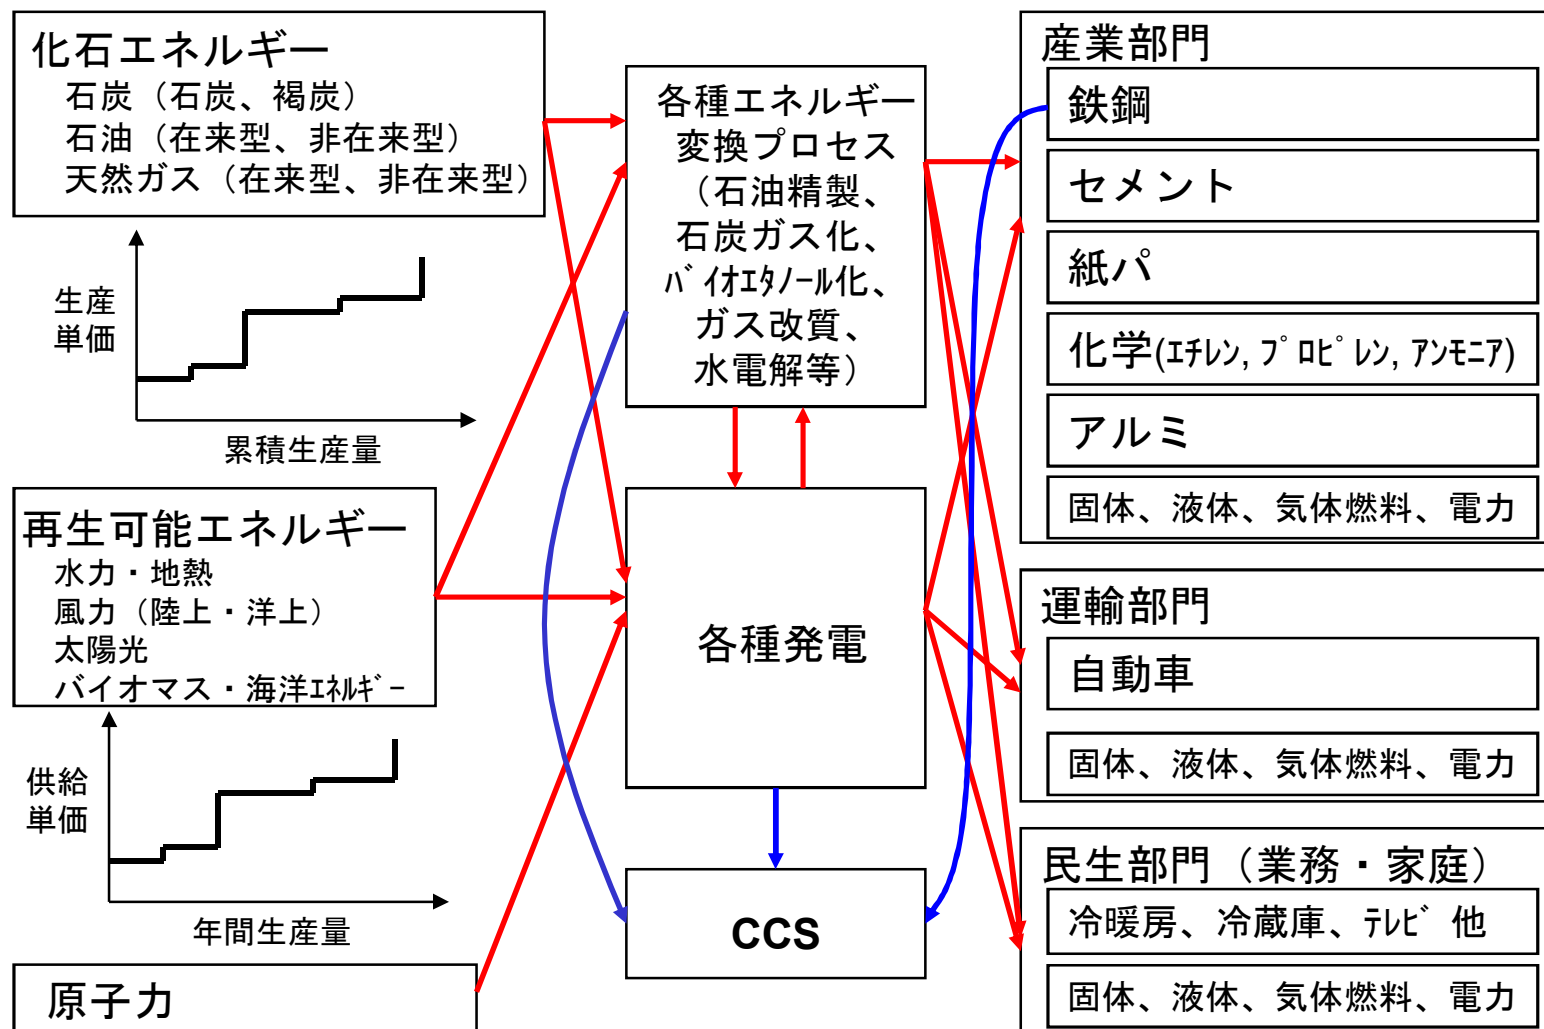 化石エネルギー
石炭（石炭、褐炭）
石油（在来型、非在来型）
天然ガス（在来型、非在来型）
生産
単価
累積生産量
再生可能エネルギー
水力・地熱
風力（陸上・洋上）
太陽光
バイオマス・海洋ｴﾈﾙｷﾞｰ
供給
単価
年間生産量
原子力
各種エネルギー
変換プロセス
（石油精製、
石炭ガス化、
ﾊﾞｲｵｴﾀﾉｰﾙ化、
ガス改質、
水電解等）
各種発電
CCS
産業部門
鉄鋼
セメント
紙パ
化学(ｴﾁﾚﾝ, ﾌﾟﾛﾋﾟﾚﾝ, ｱﾝﾓﾆｱ)
アルミ
固体、液体、気体燃料、電力
運輸部門
自動車
固体、液体、気体燃料、電力
民生部門（業務・家庭）
冷暖房、冷蔵庫、ﾃﾚﾋﾞ他
固体、液体、気体燃料、電力